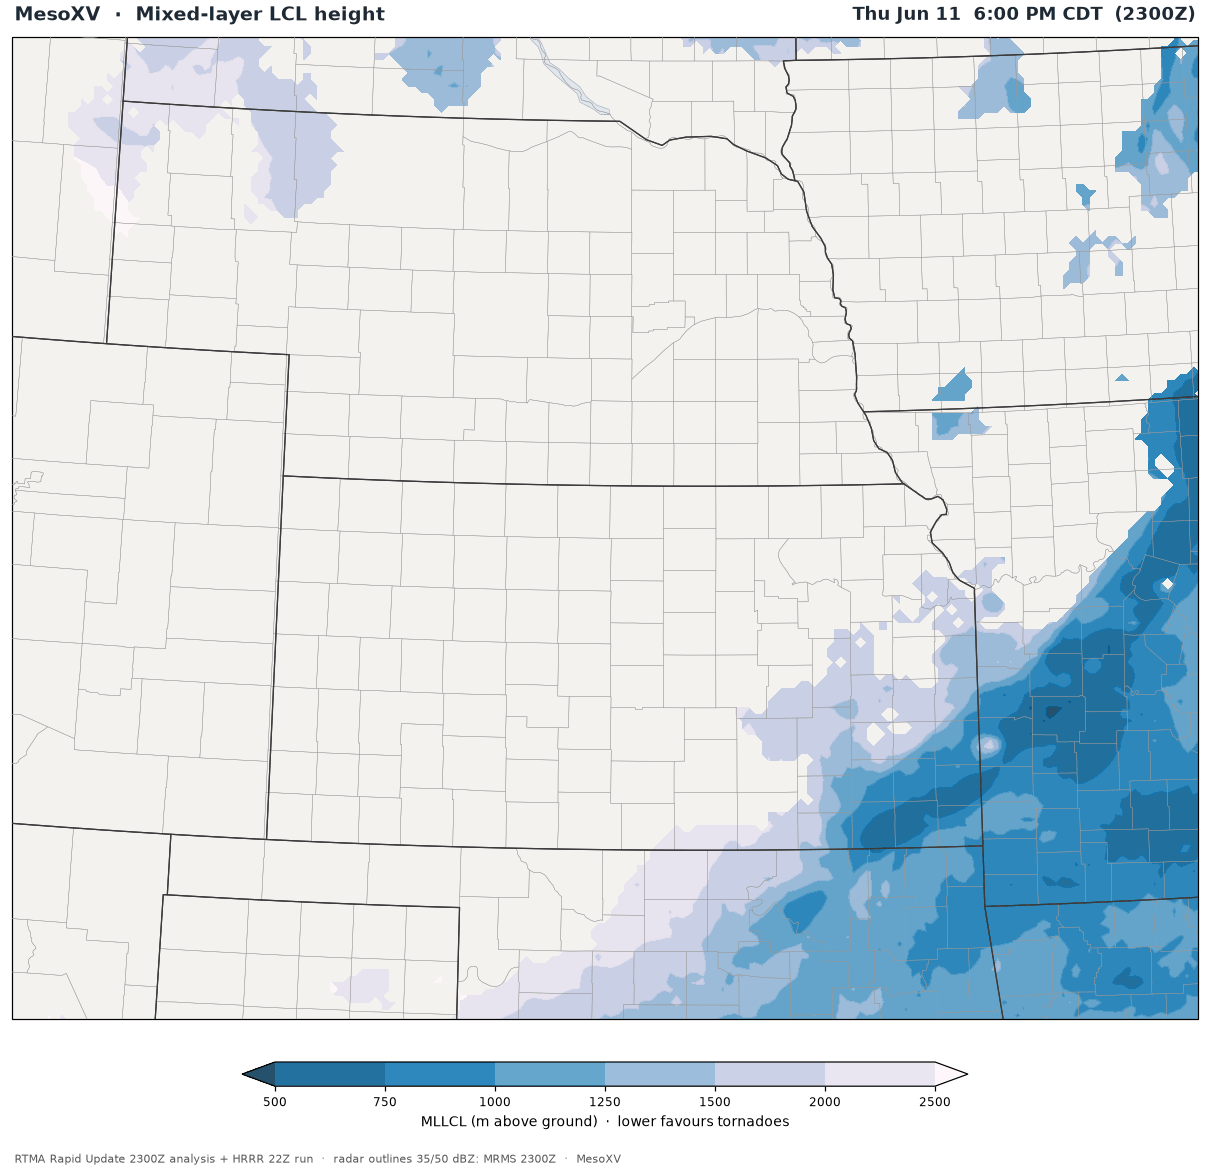 MesoXV · Mixed-layer LCL height
Thu Jun 11 6:00 PM CDT (2300Z)
500 750 1000 1250 1500 2000 2500
MLLCL (m above ground) · lower favours tornadoes
RTMA Rapid Update 2300Z analysis + HRRR 22Z run · radar outlines 35/50 dBZ: MRMS 2300Z · MesoXV